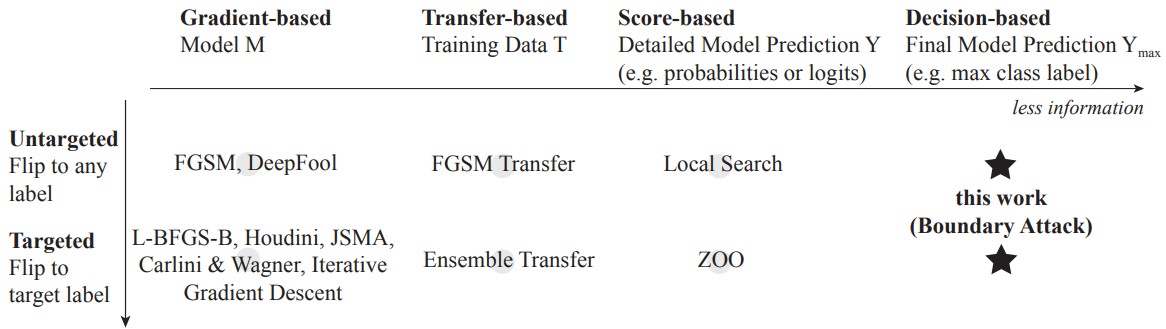 Gradient-based
Model M
Transfer-based
Training Data T
Score-based
Detailed Model Prediction Y
(e.g. probabilities or logits)
Decision-based
Final Model Prediction Ymax
(e.g. max class label)
less information
Untargeted
Flip to any
label
FGSM, DeepFool
FGSM Transfer
Local Search
this work
(Boundary Attack)
Targeted
Flip to
target label
L-BFGS-B, Houdini, JSMA,
Carlini & Wagner, Iterative
Gradient Descent
Ensemble Transfer
ZOO